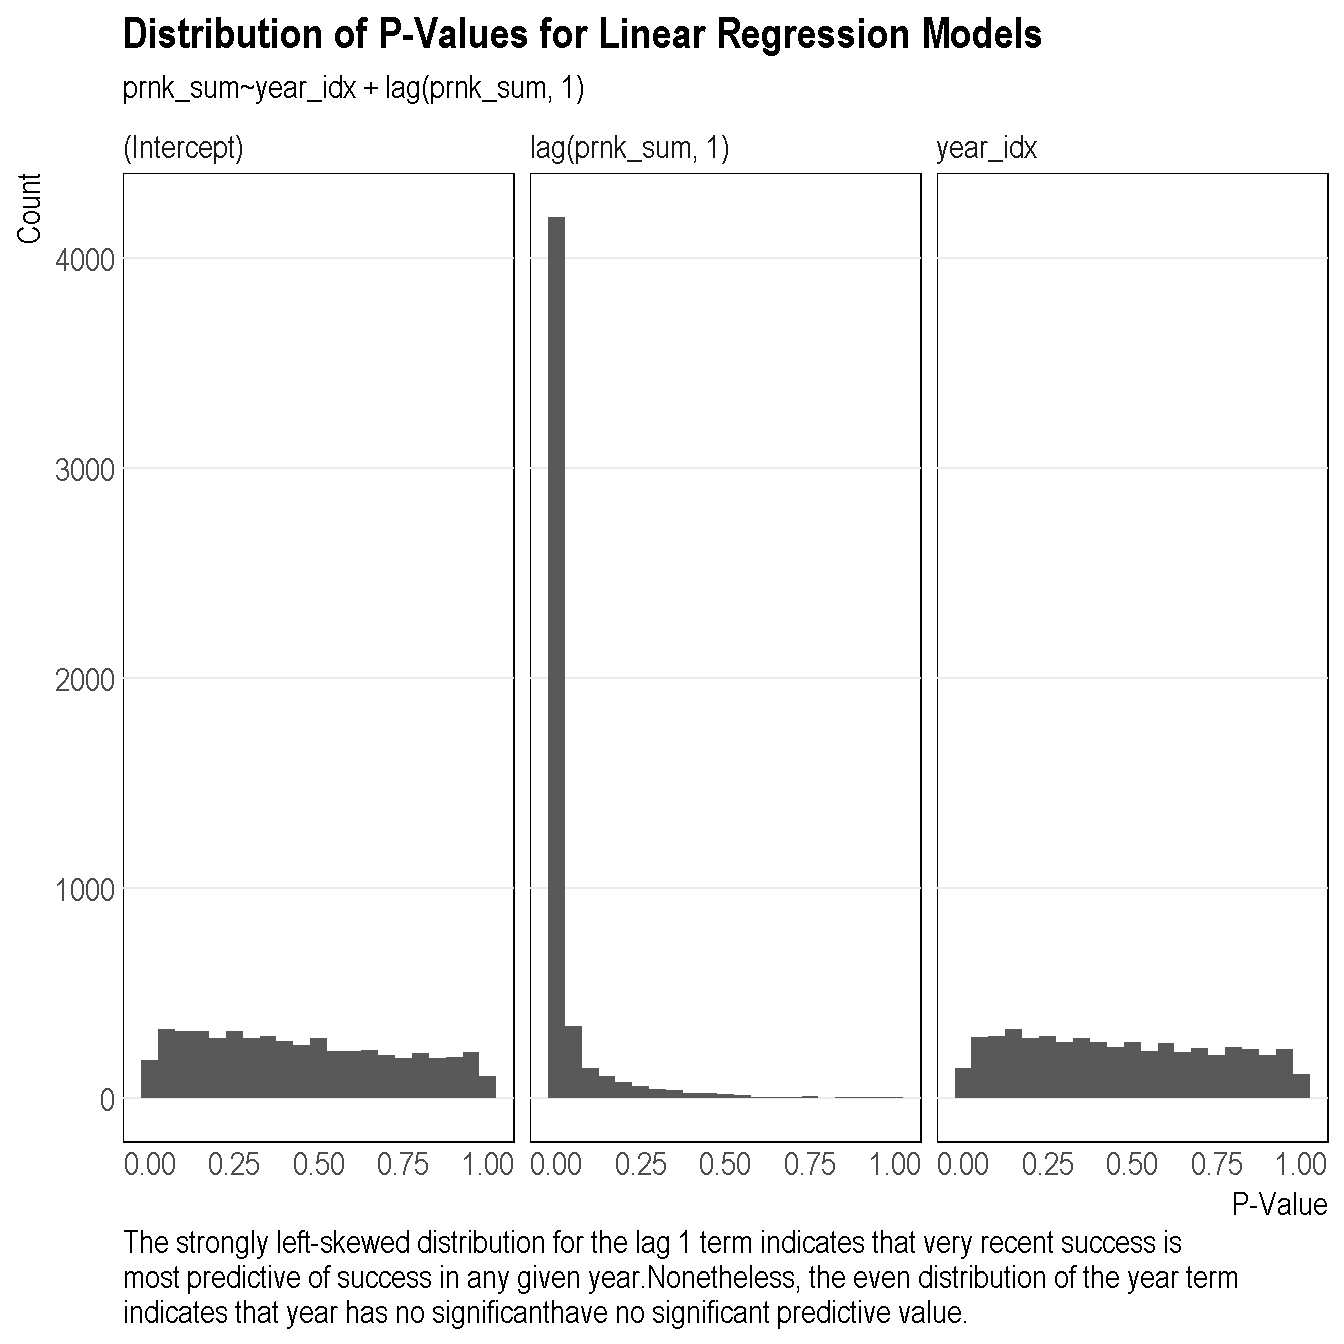 Distribution of P-Values for Linear Regression Models
prnk_sum~year_idx + lag(prnk_sum, 1)
(Intercept) lag(prnk_sum, 1) year_idx
Count
4000
3000
2000
1000
0
0.00 0.25 0.50 0.75 1.00 0.00 0.25 0.50 0.75 1.00 0.00 0.25 0.50 0.75 1.00
P-Value
The strongly left-skewed distribution for the lag 1 term indicates that very recent success is
most predictive of success in any given year.Nonetheless, the even distribution of the year term
indicates that year has no significanthave no significant predictive value.